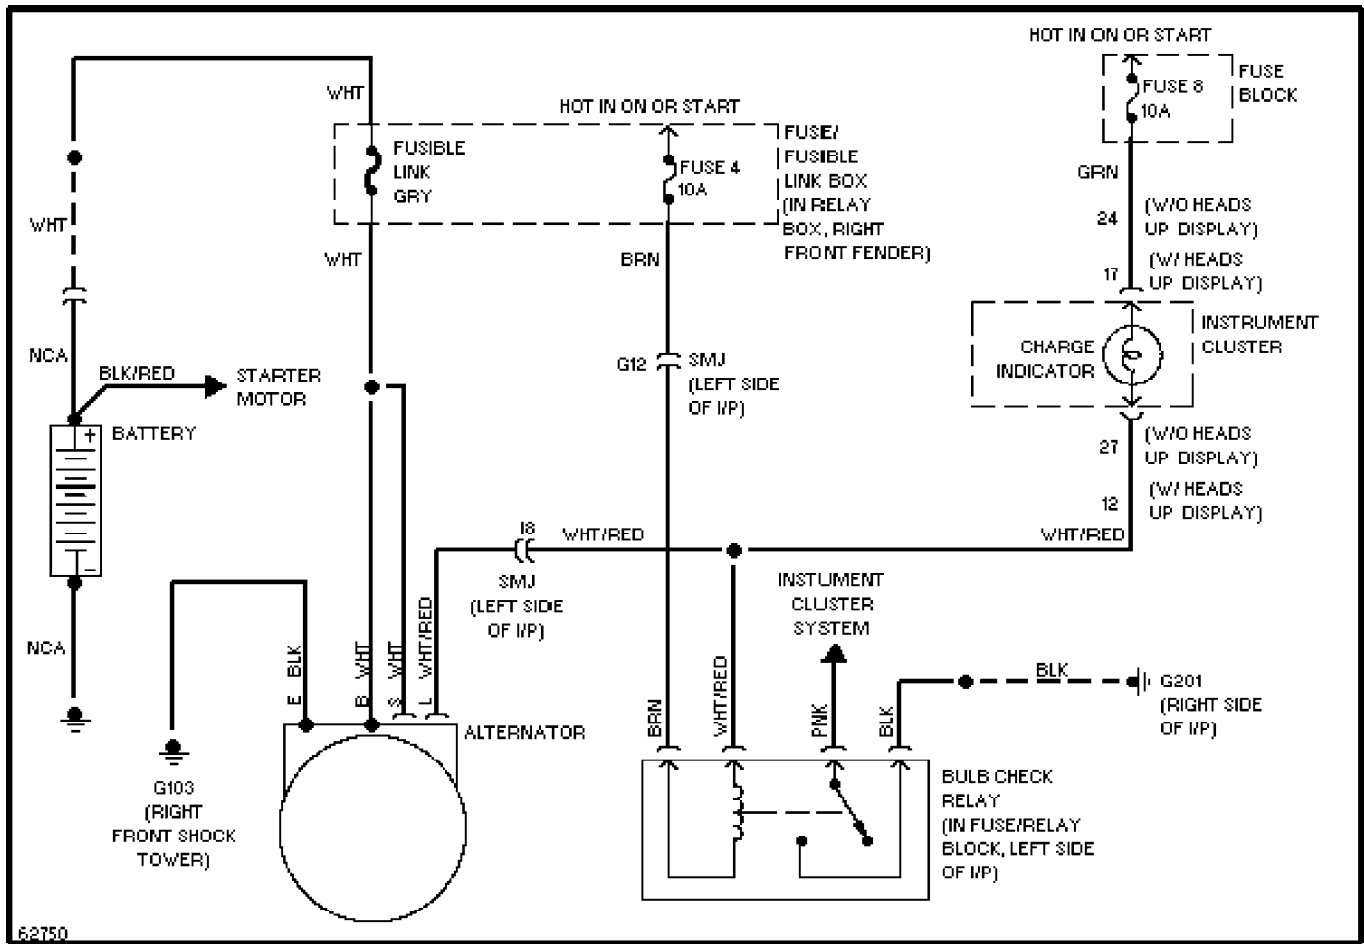 HOT IN ON OR START
FUSE 8
10A
FUSE
BLOCK
WHT
HOT IN ON OR START
FUSIBLE
LINK
GRY
FUSE 4
10A
FUSE/
FUSIBLE
LINK BOX
(IN RELAY
BOX, RIGHT
FRONT FENDER)
GRN
24
(W/O HEADS
UP DISPLAY)
17
(W/ HEADS
UP DISPLAY)
WHT
WHT
BRN
NCA
BLK/RED
STARTER
MOTOR
G12
SMJ
(LEFT SIDE
OF I/P)
CHARGE
INDICATOR
INSTRUMENT
CLUSTER
+
BATTERY
-
27
(W/O HEADS
UP DISPLAY)
12
(W/ HEADS
UP DISPLAY)
I8
WHT/RED
WHT/RED
SMJ
(LEFT SIDE
OF I/P)
INSTUMENT
CLUSTER
SYSTEM
NCA
E BLK
B WHT
S WHT
L WHT/RED
BRN
WHT/RED
PNK
BLK
BLK
G201
(RIGHT SIDE
OF I/P)
ALTERNATOR
G103
(RIGHT
FRONT SHOCK
TOWER)
BULB CHECK
RELAY
(IN FUSE/RELAY
BLOCK, LEFT SIDE
OF I/P)
62750